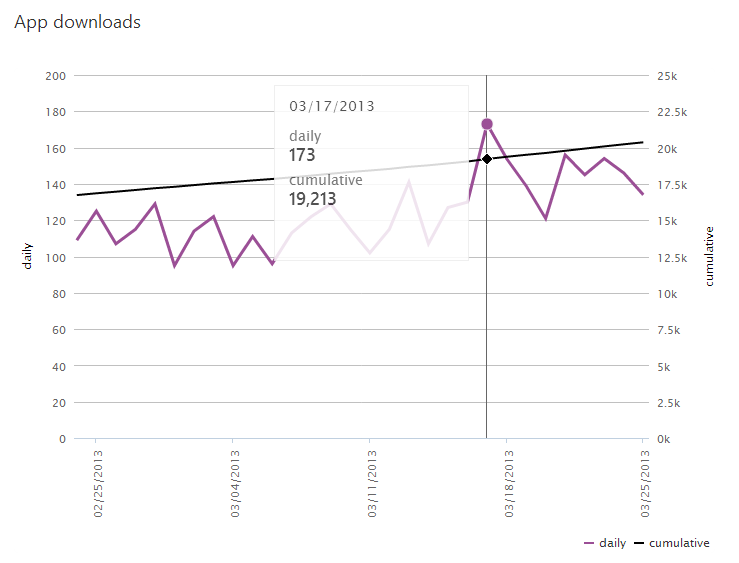 App downloads
200
180
160
140
120
100
80
60
40
20
0
daily
25k
22.5k
20k
17.5k
15k
12.5k
10k
7.5k
5k
2.5k
0k
cumulative
03/17/2013
daily
173
cumulative
19,213
02/25/2013
03/04/2013
03/11/2013
03/18/2013
03/25/2013
daily
cumulative